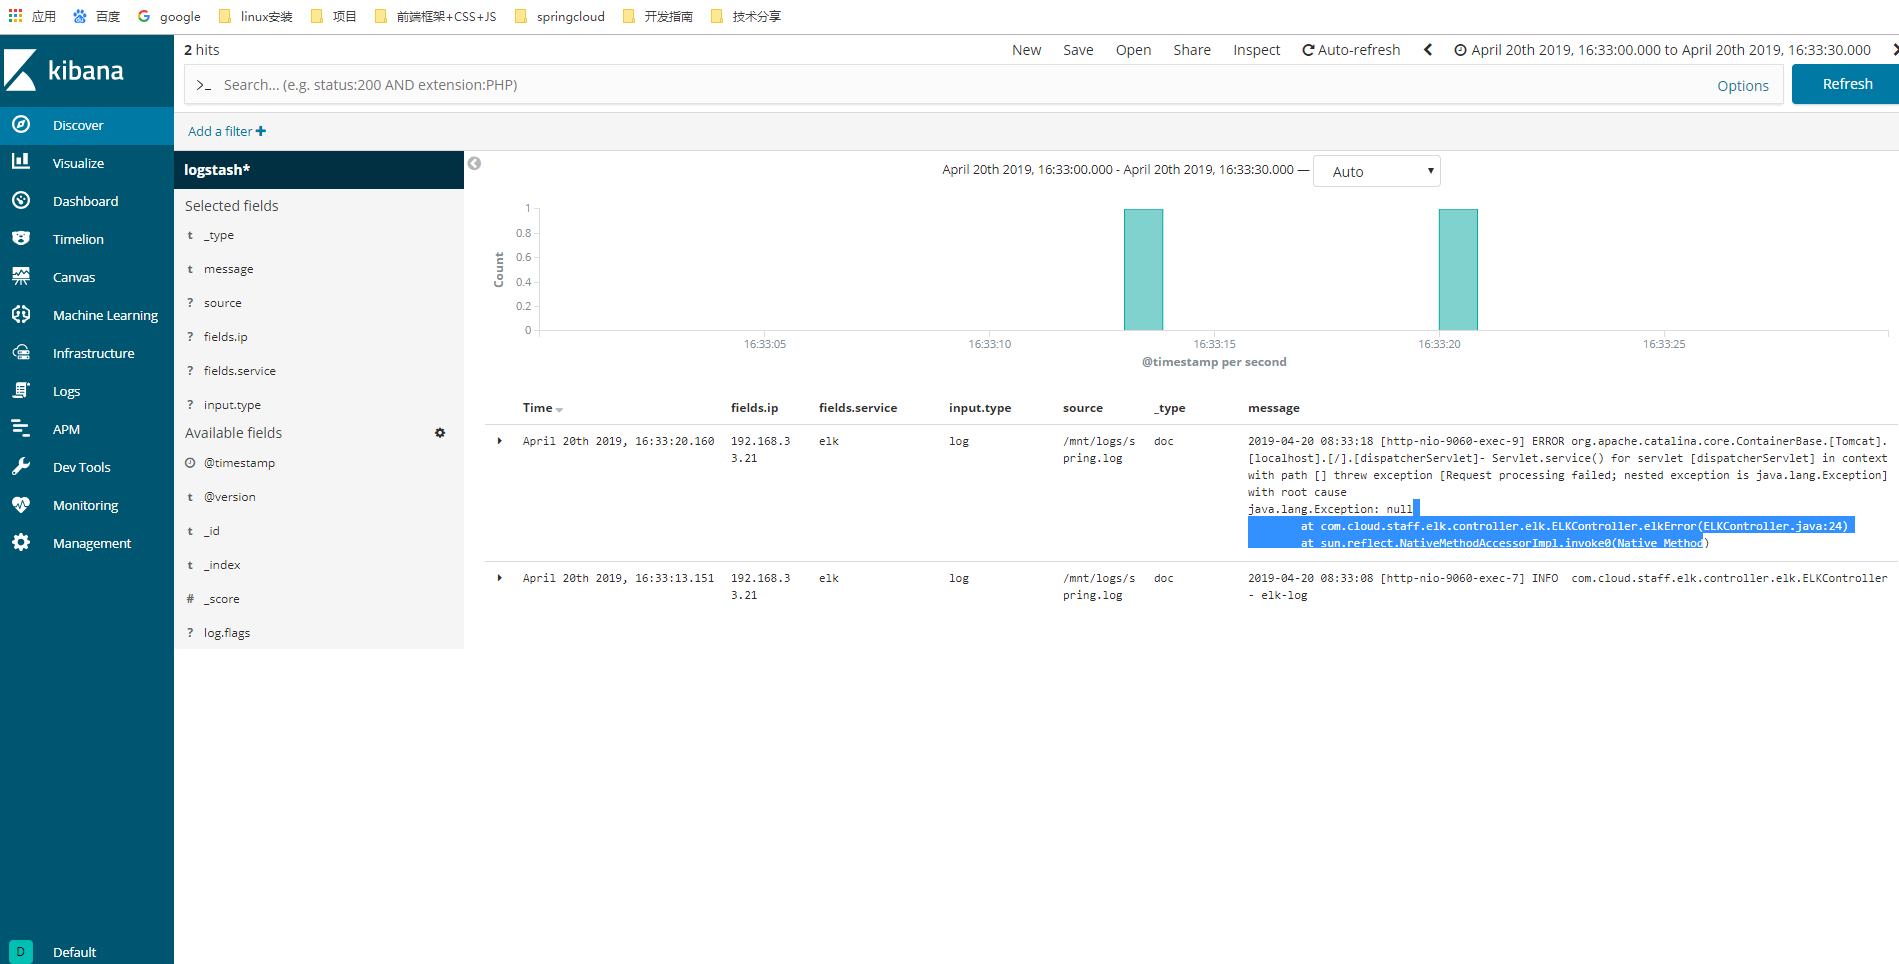 应用 百度 google linux安装 项目 前端框架+CSS+JS springcloud 开发指南 技术分享
kibana
Discover
Visualize
Dashboard
Timelion
Canvas
Machine Learning
Infrastructure
Logs
APM
Dev Tools
Monitoring
Management
D Default
2 hits
New Save Open Share Inspect Auto-refresh April 20th 2019, 16:33:00.000 to April 20th 2019, 16:33:30.000
>_ Search... (e.g. status:200 AND extension:PHP) Options Refresh
Add a filter
logstash*
Selected fields
t _type
t message
? source
? fields.ip
? fields.service
? input.type
Available fields
@timestamp
t @version
t _id
t _index
# _score
? log.flags
April 20th 2019, 16:33:00.000 - April 20th 2019, 16:33:30.000 — Auto
Count
1
0.8
0.6
0.4
0.2
0
16:33:05 16:33:10 16:33:15 16:33:20 16:33:25
@timestamp per second
Time fields.ip fields.service input.type source _type message
April 20th 2019, 16:33:20.160 192.168.3 elk log /mnt/logs/s doc 2019-04-20 08:33:18 [http-nio-9060-exec-9] ERROR org.apache.catalina.core.ContainerBase.[Tomcat].
3.21 pring.log [localhost].[/].[dispatcherServlet]- Servlet.service() for servlet [dispatcherServlet] in context
with path [] threw exception [Request processing failed; nested exception is java.lang.Exception]
with root cause
java.lang.Exception: null
at com.cloud.staff.elk.controller.elk.ELKController.elkError(ELKController.java:24)
at sun.reflect.NativeMethodAccessorImpl.invoke0(Native Method)
April 20th 2019, 16:33:13.151 192.168.3 elk log /mnt/logs/s doc 2019-04-20 08:33:08 [http-nio-9060-exec-7] INFO com.cloud.staff.elk.controller.elk.ELKController
3.21 pring.log - elk-log